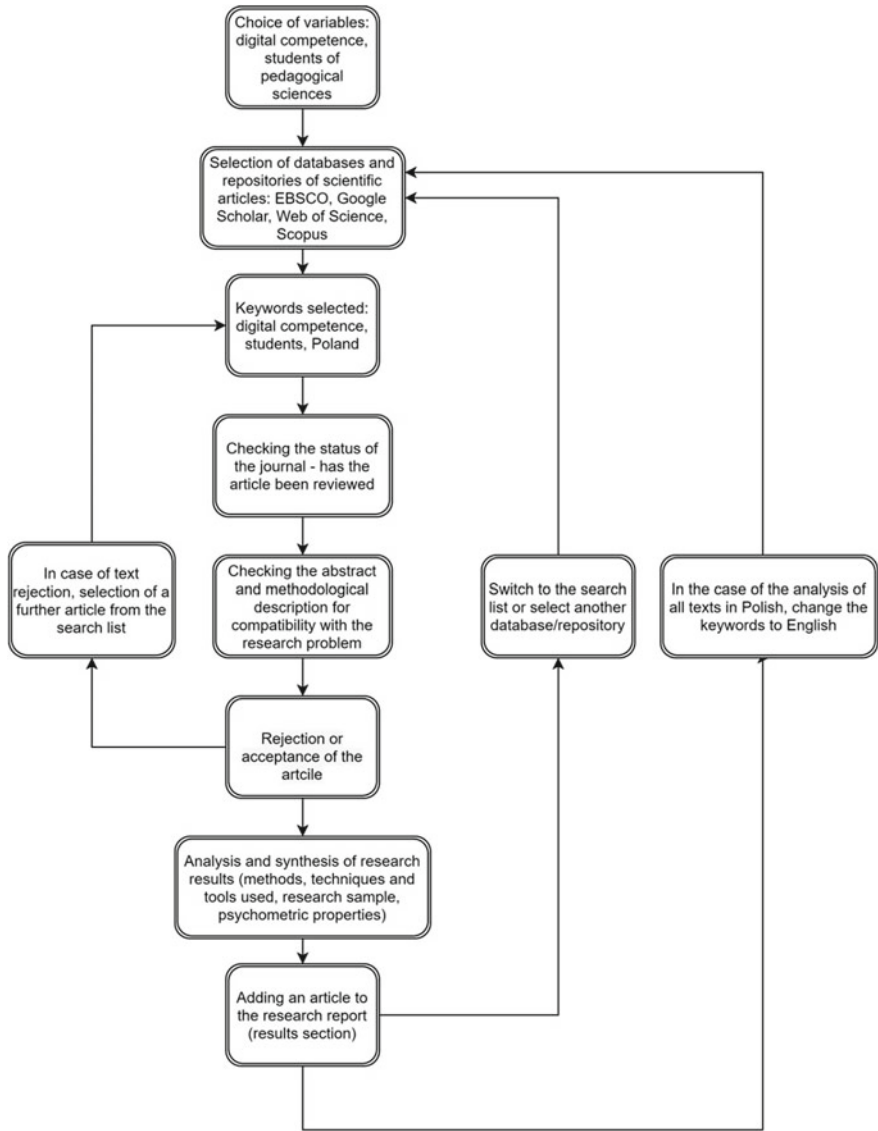 Choice of variables:
digital competence,
students of
pedagogical
sciences
Selection of databases and
repositories of scientific
articles: EBSCO, Google
Scholar, Web of Science,
Scopus
Keywords selected:
digital competence,
students, Poland
Checking the status of
the journal - has the
article been reviewed
In case of text
rejection, selection of a
further article from the
search list
Checking the abstract
and methodological
description for
compatibility with the
research problem
Switch to the search
list or select another
database/repository
In the case of the analysis of
all texts in Polish, change the
keywords to English
Rejection or
acceptance of the
artcile
Analysis and synthesis of research
results (methods, techniques and
tools used, research sample,
psychometric properties)
Adding an article to
the research report
(results section)